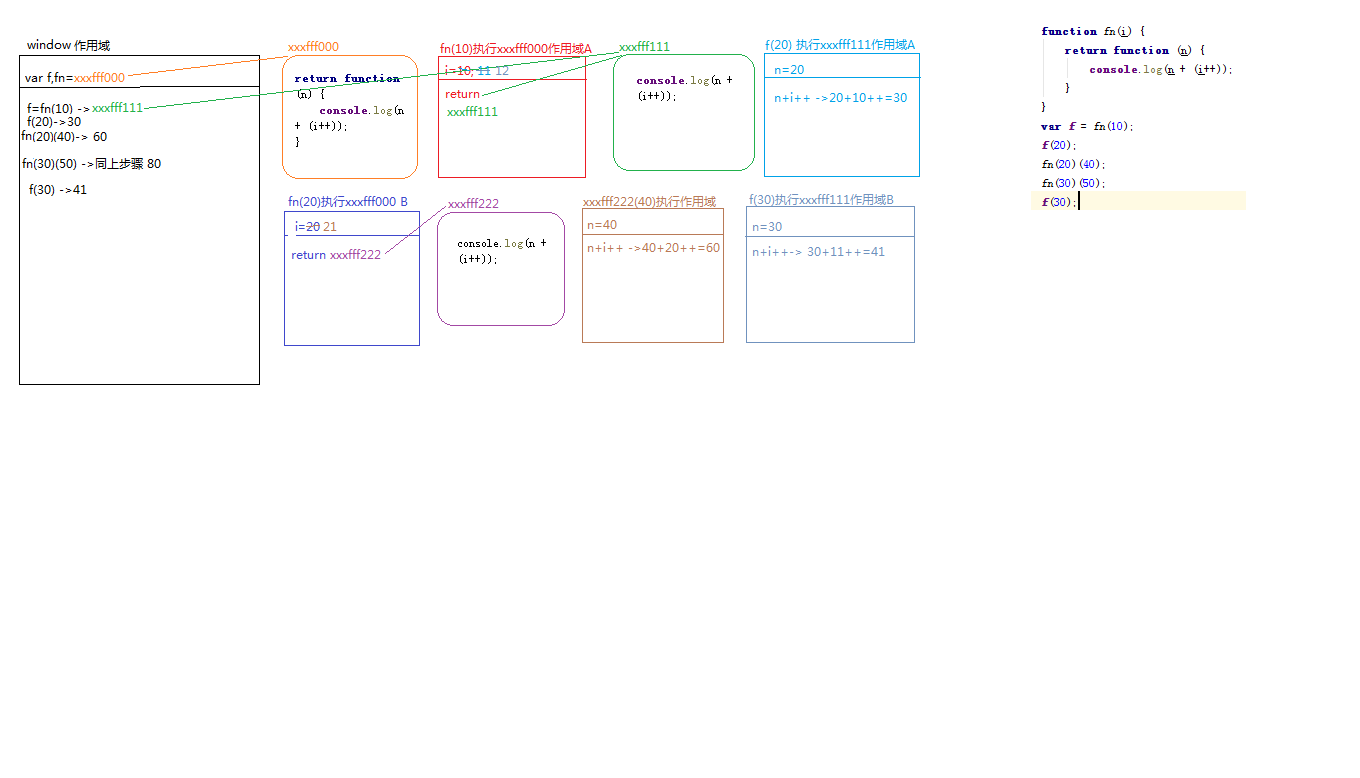 window 作用域
var f,fn=xxxfff000
f=fn(10) ->xxxfff111
f(20)->30
fn(20)(40)-> 60
fn(30)(50) ->同上步骤 80
f(30) ->41
xxxfff000
return function
(n) {
console.log(n
+ (i++));
}
fn(10)执行xxxfff000作用域A
i=10, 11 12
return
xxxfff111
xxxfff111
console.log(n +
(i++));
f(20) 执行xxxfff111作用域A
n=20
n+i++ ->20+10++=30
fn(20)执行xxxfff000 B
i=20 21
return xxxfff222
xxxfff222
console.log(n +
(i++));
xxxfff222(40)执行作用域
n=40
n+i++ ->40+20++=60
f(30)执行xxxfff111作用域B
n=30
n+i++-> 30+11++=41
function fn(i) {
return function (n) {
console.log(n + (i++));
}
}
var f = fn(10);
f(20);
fn(20)(40);
fn(30)(50);
f(30);